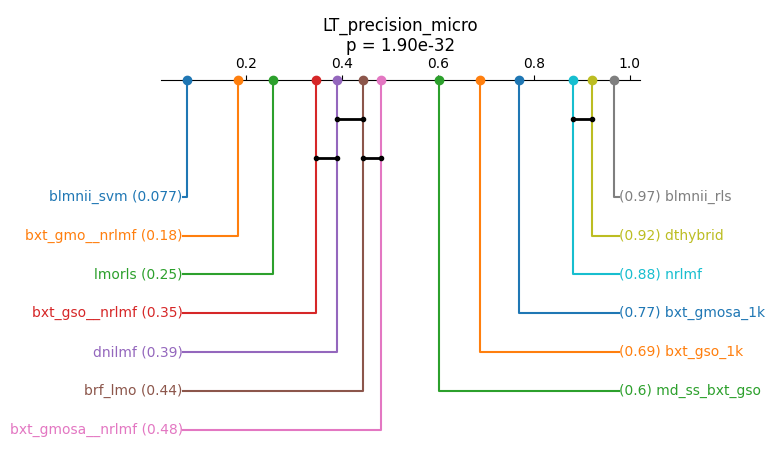 LT_precision_micro
p = 1.90e-32
0.2 0.4 0.6 0.8 1.0
blmnii_svm (0.077) (0.97) blmnii_rls
bxt_gmo__nrlmf (0.18) (0.92) dthybrid
lmorls (0.25) (0.88) nrlmf
bxt_gso__nrlmf (0.35) (0.77) bxt_gmosa_1k
dnilmf (0.39) (0.69) bxt_gso_1k
brf_lmo (0.44) (0.6) md_ss_bxt_gso
bxt_gmosa__nrlmf (0.48)